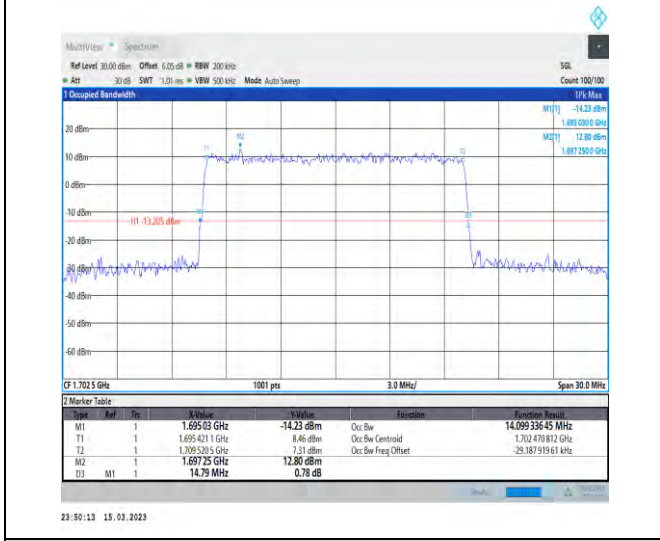 MultiView Spectrum
Ref Level 30.00 dBm Offset 6.05 dB RBW 200 kHz SGL
Att 30 dB SWT 1.01 ms VBW 500 kHz Mode Auto Sweep Count 100/100
1 Occupied Bandwidth 1Pk Max
M1[1] -14.23 dBm
1.695 0300 GHz
20 dBm M2[1] 12.80 dBm
1.697 2500 GHz
M2
T1 T2
10 dBm
0 dBm
-10 dBm
M1 D3
H1 -13.205 dBm
-20 dBm
-30 dBm
-40 dBm
-50 dBm
-60 dBm
CF 1.702 5 GHz 1001 pts 3.0 MHz/ Span 30.0 MHz
2 Marker Table
Type Ref Trc X-Value Y-Value Function Function Result
M1 1 1.695 03 GHz -14.23 dBm Occ Bw 14.099 336 45 MHz
T1 1 1.695 421 1 GHz 8.46 dBm Occ Bw Centroid 1.702 470 812 GHz
T2 1 1.709 520 5 GHz 7.31 dBm Occ Bw Freq Offset -29.187 919 61 kHz
M2 1 1.697 25 GHz 12.80 dBm
D3 M1 1 14.79 MHz 0.78 dB
23:50:13 15.03.2023